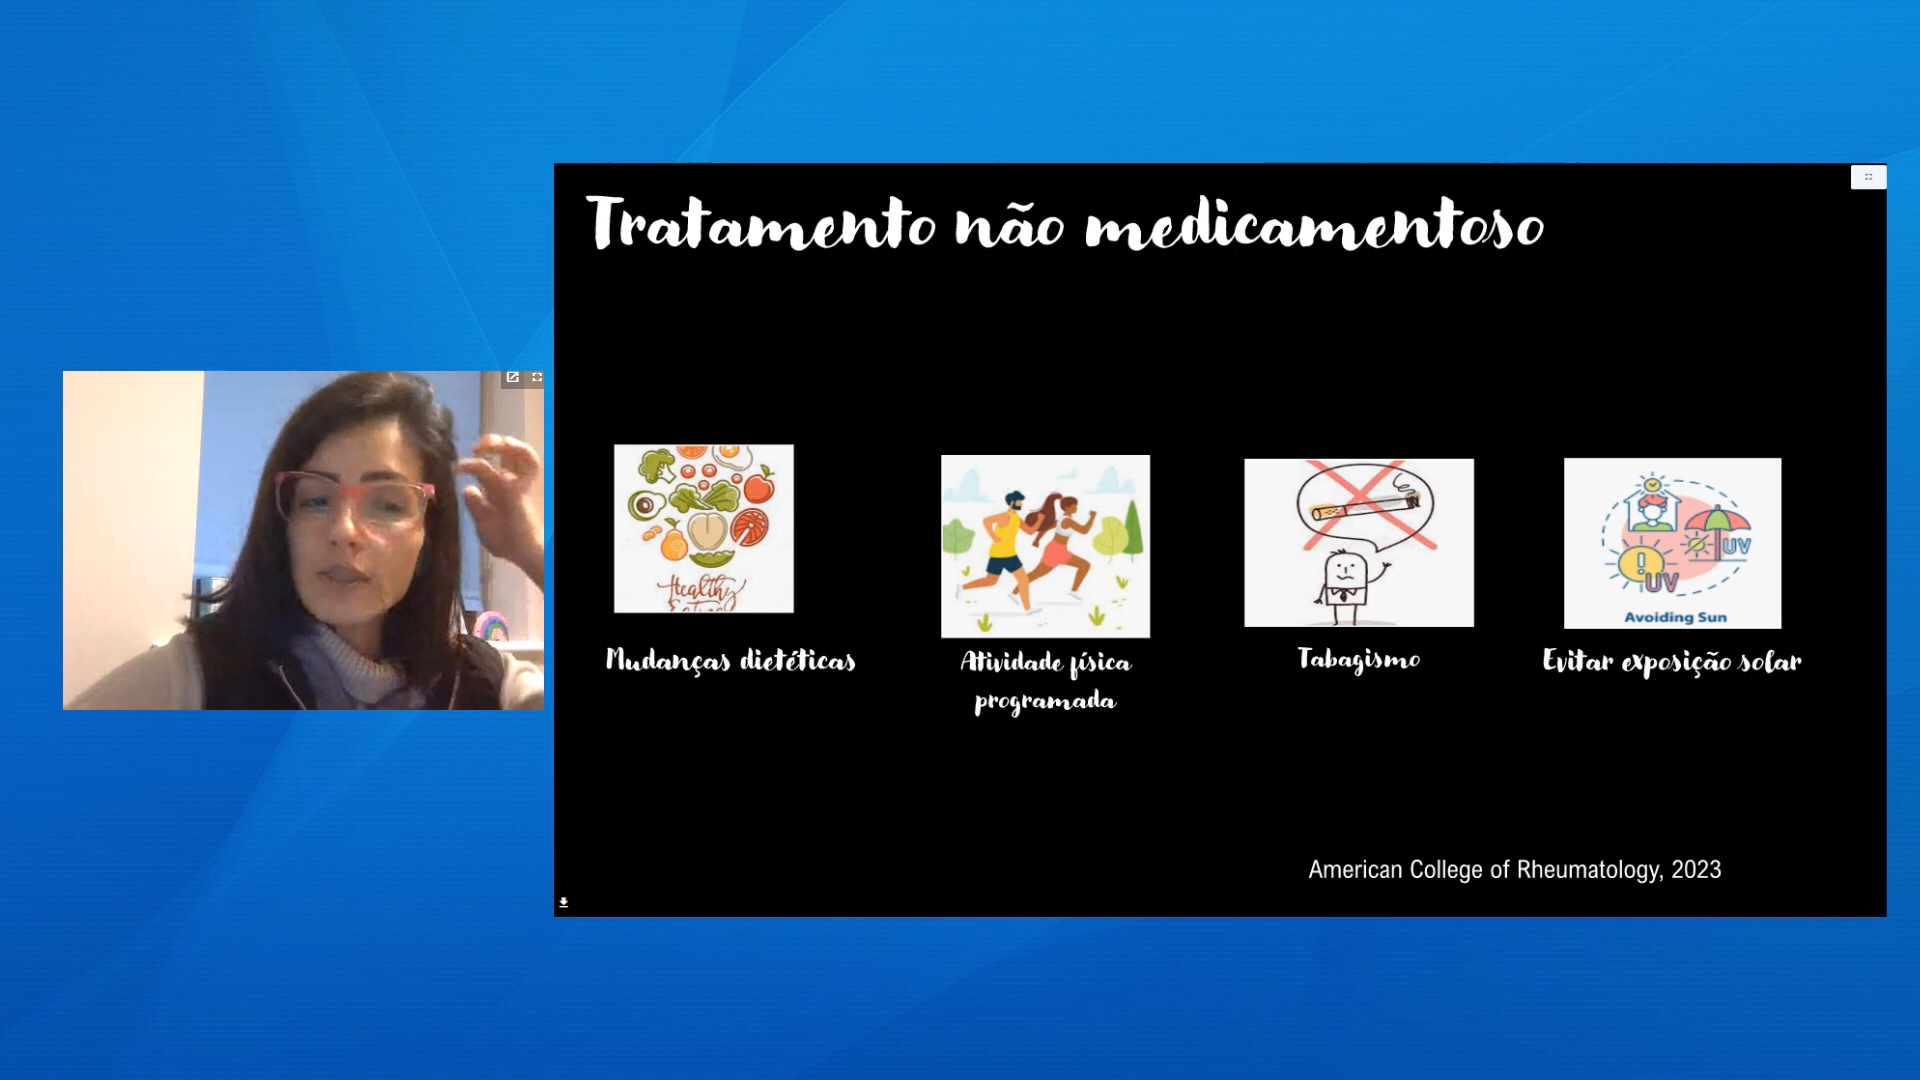 Tratamento não medicamentoso
Healthy
UV
UV
Avoiding Sun
Mudanças dietéticas
Atividade física
programada
Tabagismo
Evitar exposição solar
American College of Rheumatology, 2023